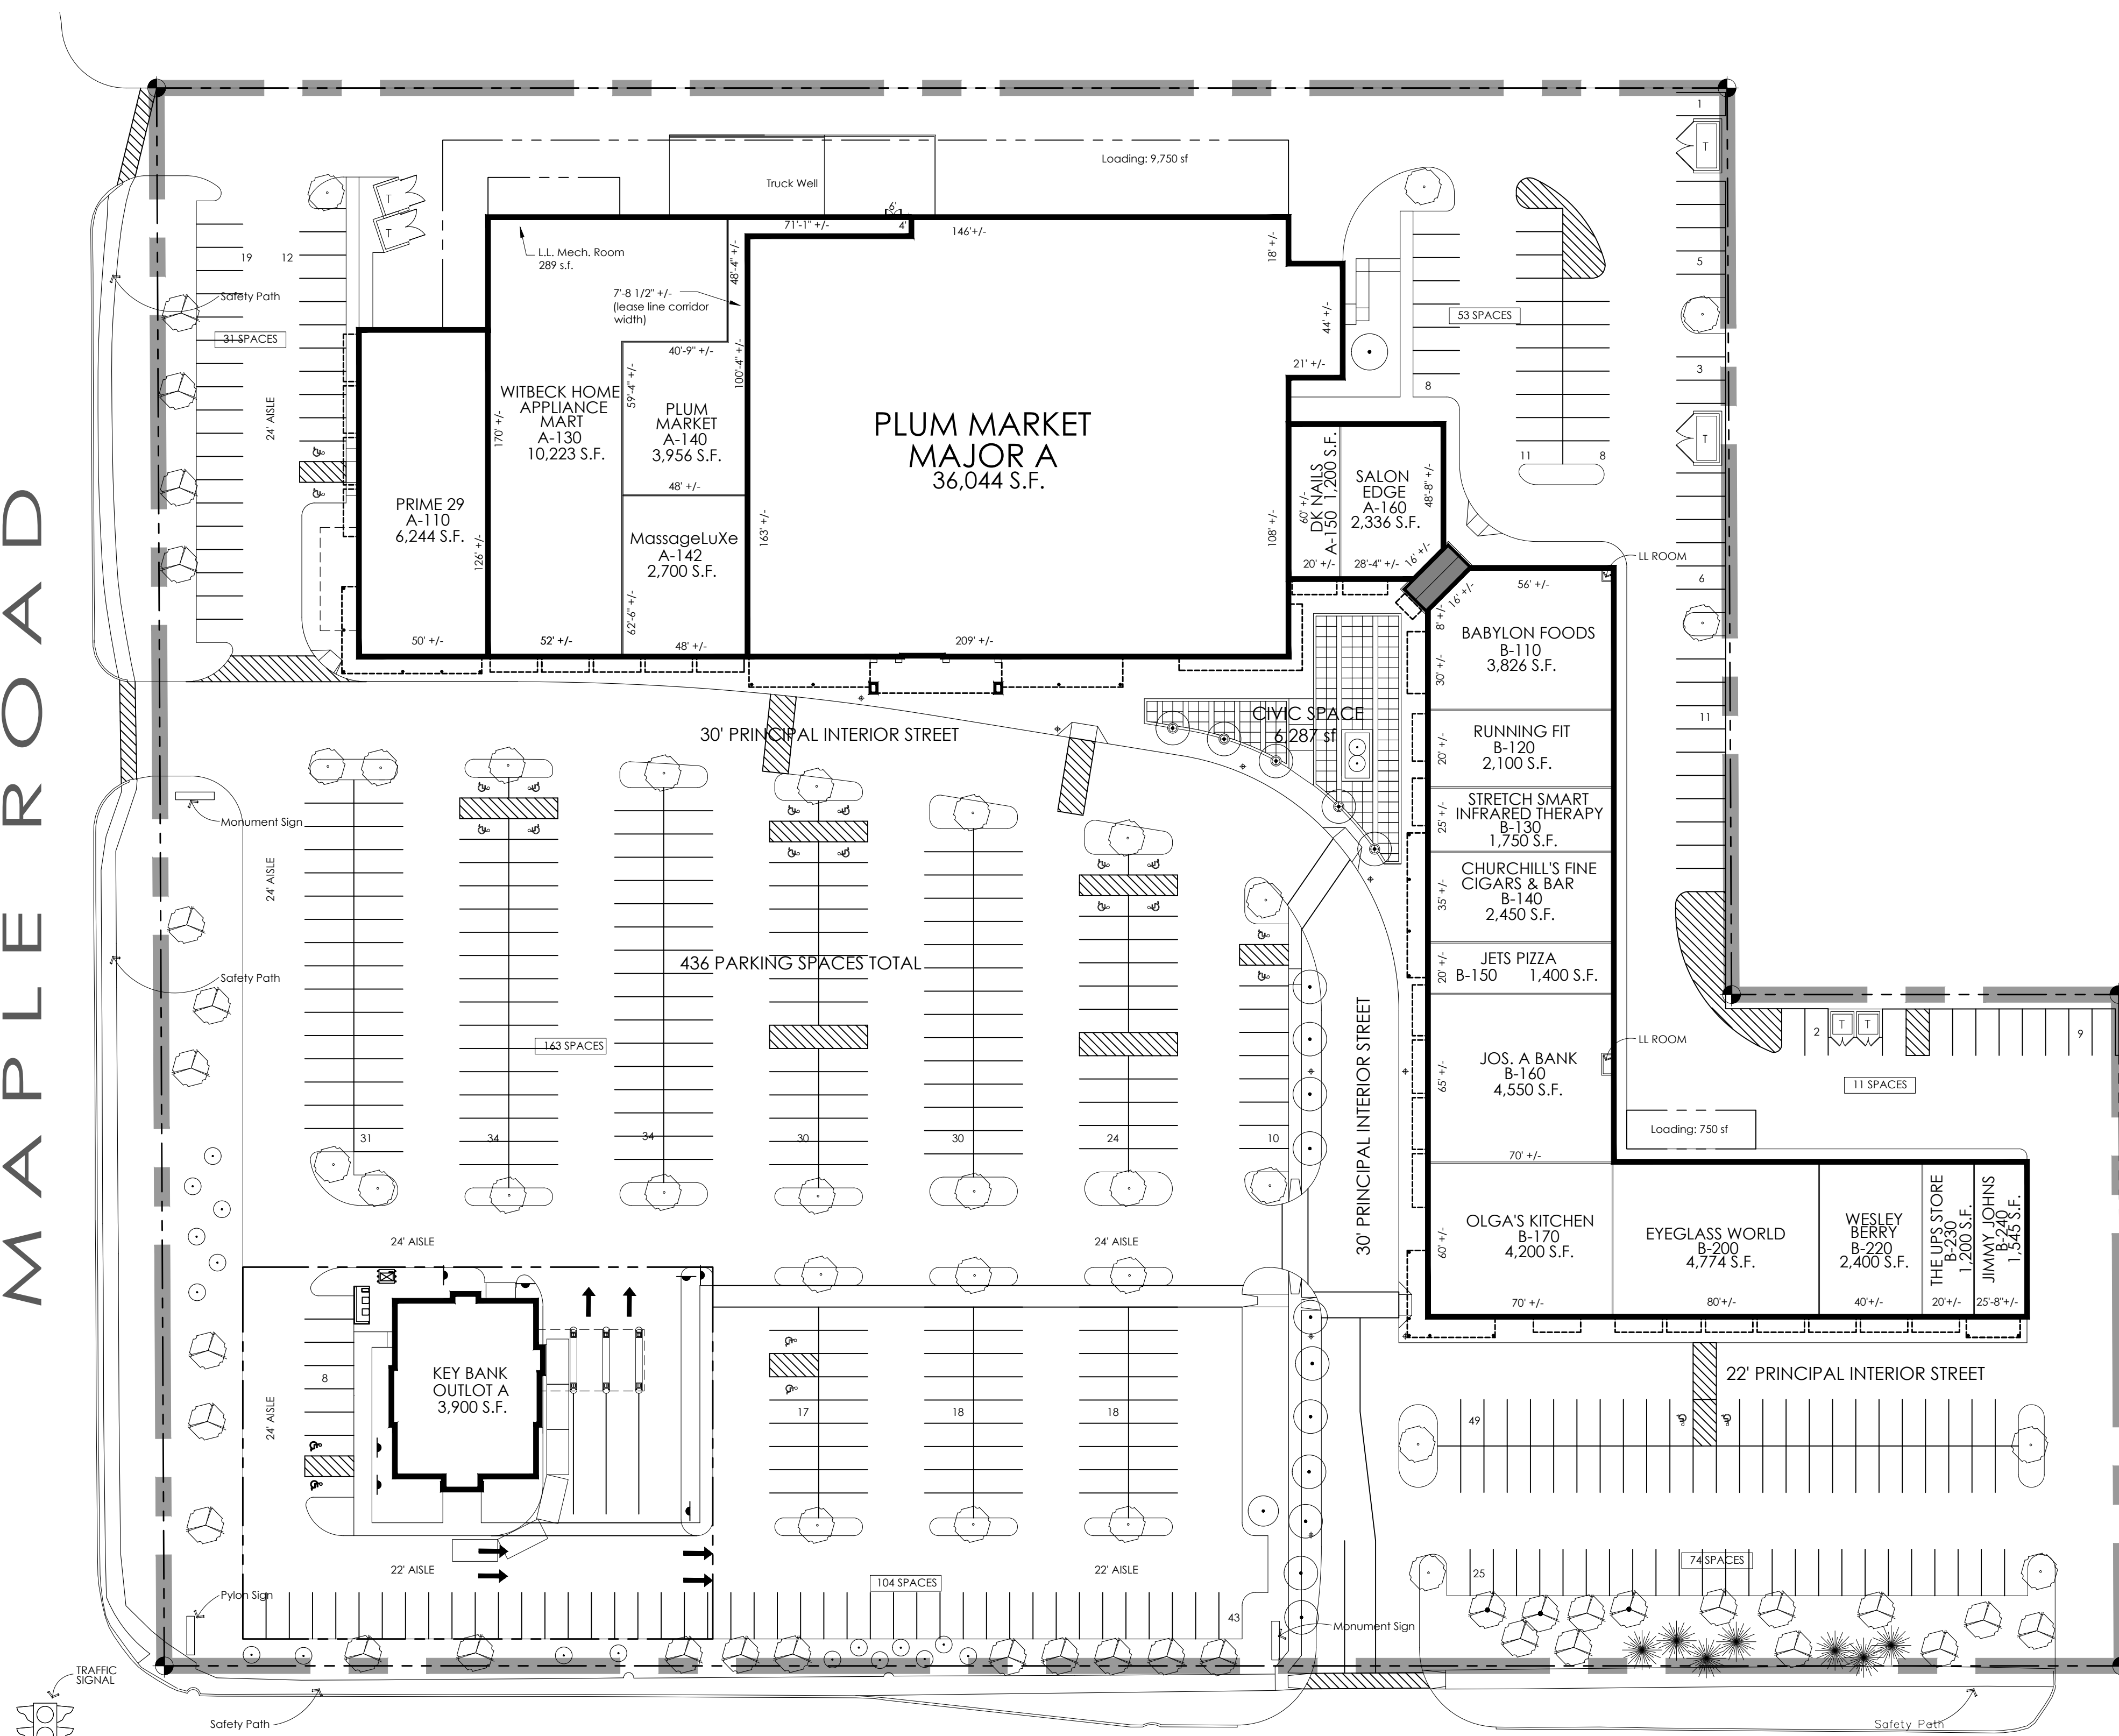 MAPLE ROAD
1
Loading: 9,750 sf
T
Truck Well
T
6'
71'-1" +/-
4'
146'+/-
T
18' +/-
19
12
L.L. Mech. Room
289 s.f.
48'-4" +/-
5
Safety Path
7'-8 1/2" +/-
(lease line corridor
width)
44' +/-
53 SPACES
31 SPACES
40'-9" +/-
100'-4" +/-
21' +/-
3
24' AISLE
170' +/-
59'-4" +/-
8
WITBECK HOME
APPLIANCE
MART
A-130
10,223 S.F.
PLUM
MARKET
A-140
3,956 S.F.
PLUM MARKET
MAJOR A
36,044 S.F.
T
11
8
48' +/-
DK NAILS
A-150 1,200 S.F.
60' +/-
20' +/-
SALON
EDGE
A-160
2,336 S.F.
48'-8" +/-
28'-4" +/-
16' +/-
PRIME 29
A-110
6,244 S.F.
126' +/-
50' +/-
52' +/-
MassageLuXe
A-142
2,700 S.F.
62'-6" +/-
48' +/-
163' +/-
108' +/-
209' +/-
LL ROOM
6
56' +/-
16' +/-
8' +/-
BABYLON FOODS
B-110
3,826 S.F.
30' +/-
CIVIC SPACE
6,287 sf
11
30' PRINCIPAL INTERIOR STREET
RUNNING FIT
B-120
2,100 S.F.
20' +/-
Monument Sign
STRETCH SMART
INFRARED THERAPY
B-130
1,750 S.F.
25' +/-
24' AISLE
CHURCHILL'S FINE
CIGARS & BAR
B-140
2,450 S.F.
35' +/-
436 PARKING SPACES TOTAL
JETS PIZZA
B-150 1,400 S.F.
20' +/-
Safety Path
163 SPACES
30' PRINCIPAL INTERIOR STREET
LL ROOM
2
T
T
9
JOS. A BANK
B-160
4,550 S.F.
65' +/-
11 SPACES
31
34
34
30
30
24
10
Loading: 750 sf
70' +/-
OLGA'S KITCHEN
B-170
4,200 S.F.
60' +/-
70' +/-
EYEGLASS WORLD
B-200
4,774 S.F.
80'+/-
WESLEY
BERRY
B-220
2,400 S.F.
40'+/-
THE UPS STORE
B-230
1,200 S.F.
20'+/-
JIMMY JOHNS
B-240
1,545 S.F.
25'-8"+/-
24' AISLE
24' AISLE
KEY BANK
OUTLOT A
3,900 S.F.
8
24' AISLE
22' PRINCIPAL INTERIOR STREET
17
18
18
49
22' AISLE
22' AISLE
104 SPACES
74 SPACES
25
Pylon Sign
43
Monument Sign
TRAFFIC
SIGNAL
Safety Path
Safety Path